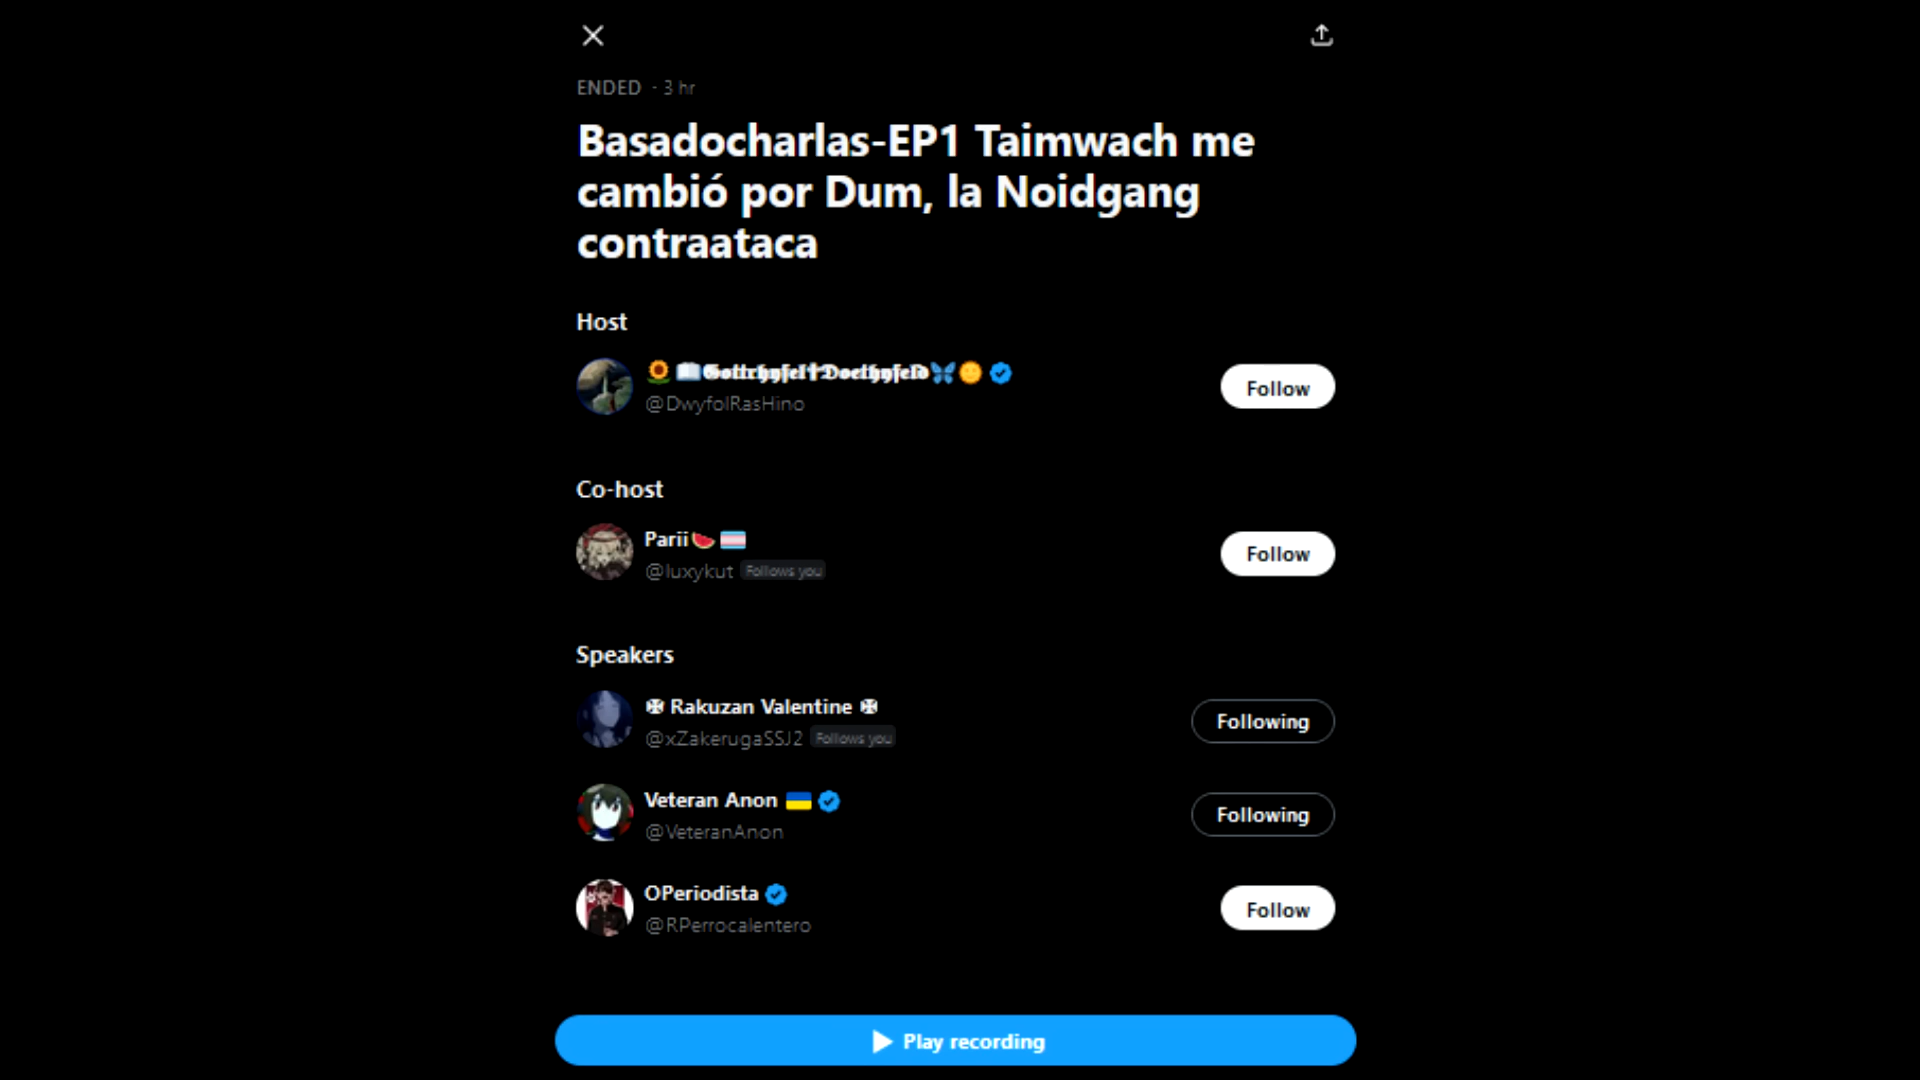 ENDED · 3 hr
Basadocharlas-EP1 Taimwach me
cambió por Dum, la Noidgang
contraataca
Host
@DwyfolRasHino
Follow
Co-host
Parii
@luxykut Follows you
Follow
Speakers
✠ Rakuzan Valentine ✠
@xZakerugaSSJ2 Follows you
Following
Veteran Anon
@VeteranAnon
Following
OPeriodista
@RPerrocalentero
Follow
Play recording